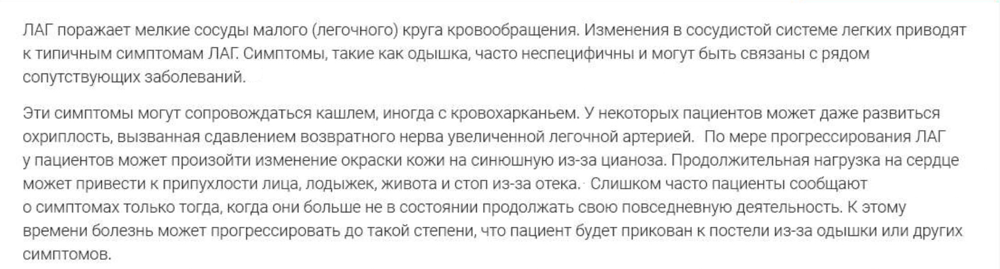 ЛАГ поражает мелкие сосуды малого (легочного) круга кровообращения. Изменения в сосудистой системе легких приводят
к типичным симптомам ЛАГ. Симптомы, такие как одышка, часто неспецифичны и могут быть связаны с рядом
сопутствующих заболеваний.
Эти симптомы могут сопровождаться кашлем, иногда с кровохарканьем. У некоторых пациентов может даже развиться
охриплость, вызванная сдавлением возвратного нерва увеличенной легочной артерией. По мере прогрессирования ЛАГ
у пациентов может произойти изменение окраски кожи на синюшную из-за цианоза. Продолжительная нагрузка на сердце
может привести к припухлости лица, лодыжек, живота и стоп из-за отека. Слишком часто пациенты сообщают
о симптомах только тогда, когда они больше не в состоянии продолжать свою повседневную деятельность. К этому
времени болезнь может прогрессировать до такой степени, что пациент будет прикован к постели из-за одышки или других
симптомов.